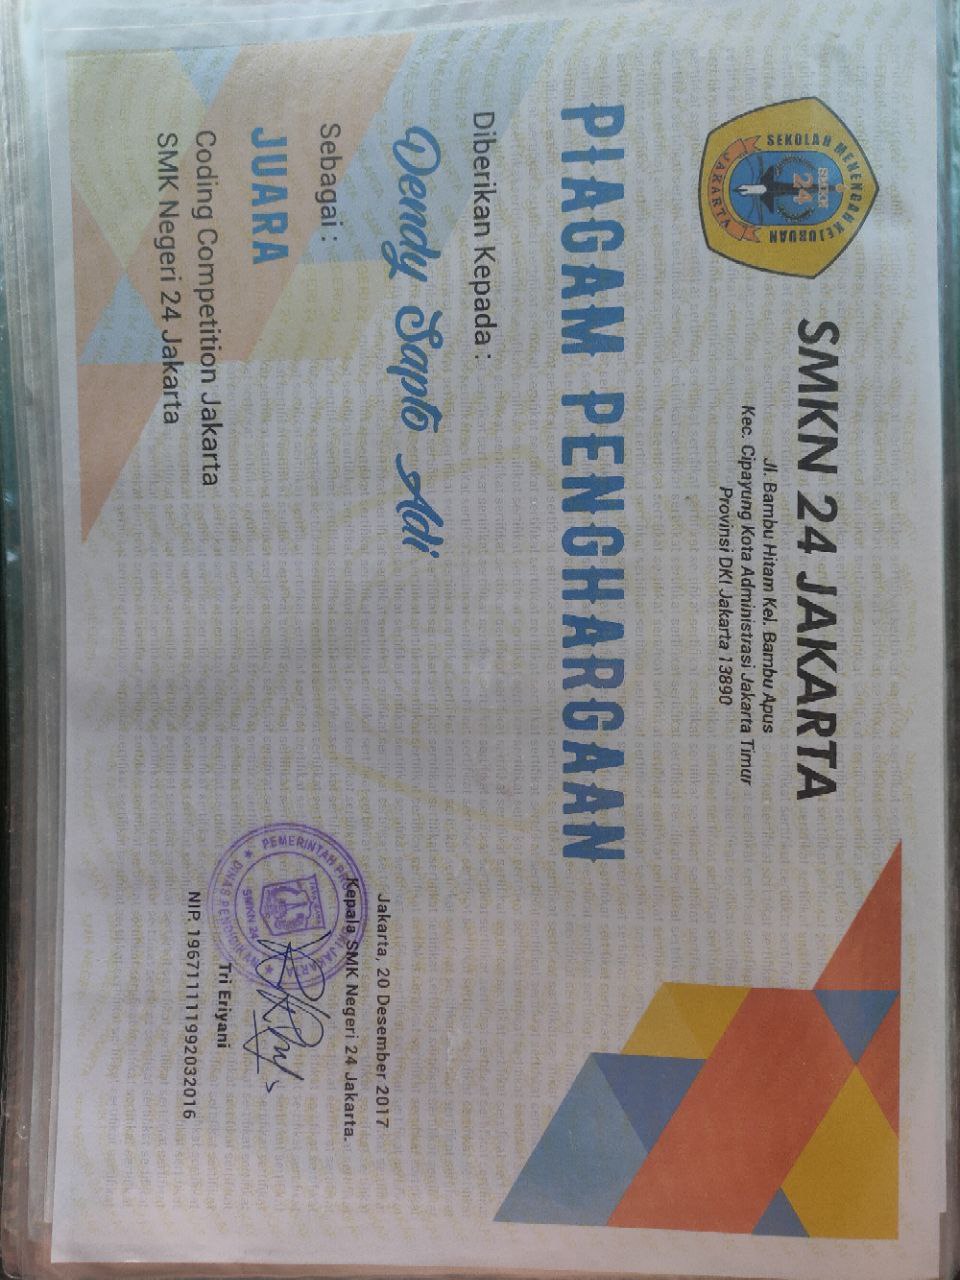 SEKOLAH MENENGAH KEJURUAN
SMKN
24
JAKARTA
SMKN 24 JAKARTA
Jl. Bambu Hitam Kel. Bambu Apus
Kec. Cipayung Kota Administrasi Jakarta Timur
Provinsi DKI Jakarta 13890
PIAGAM PENGHARGAAN
Diberikan Kepada :
Dendy Sapto Adi
Sebagai :
JUARA
Coding Competition Jakarta
SMK Negeri 24 Jakarta
Jakarta, 20 Desember 2017
Kepala SMK Negeri 24 Jakarta.
DKI JAKARTA
SMKN 24
DINAS PENDIDIKAN
Tri Eriyani
NIP. 196711111992032016